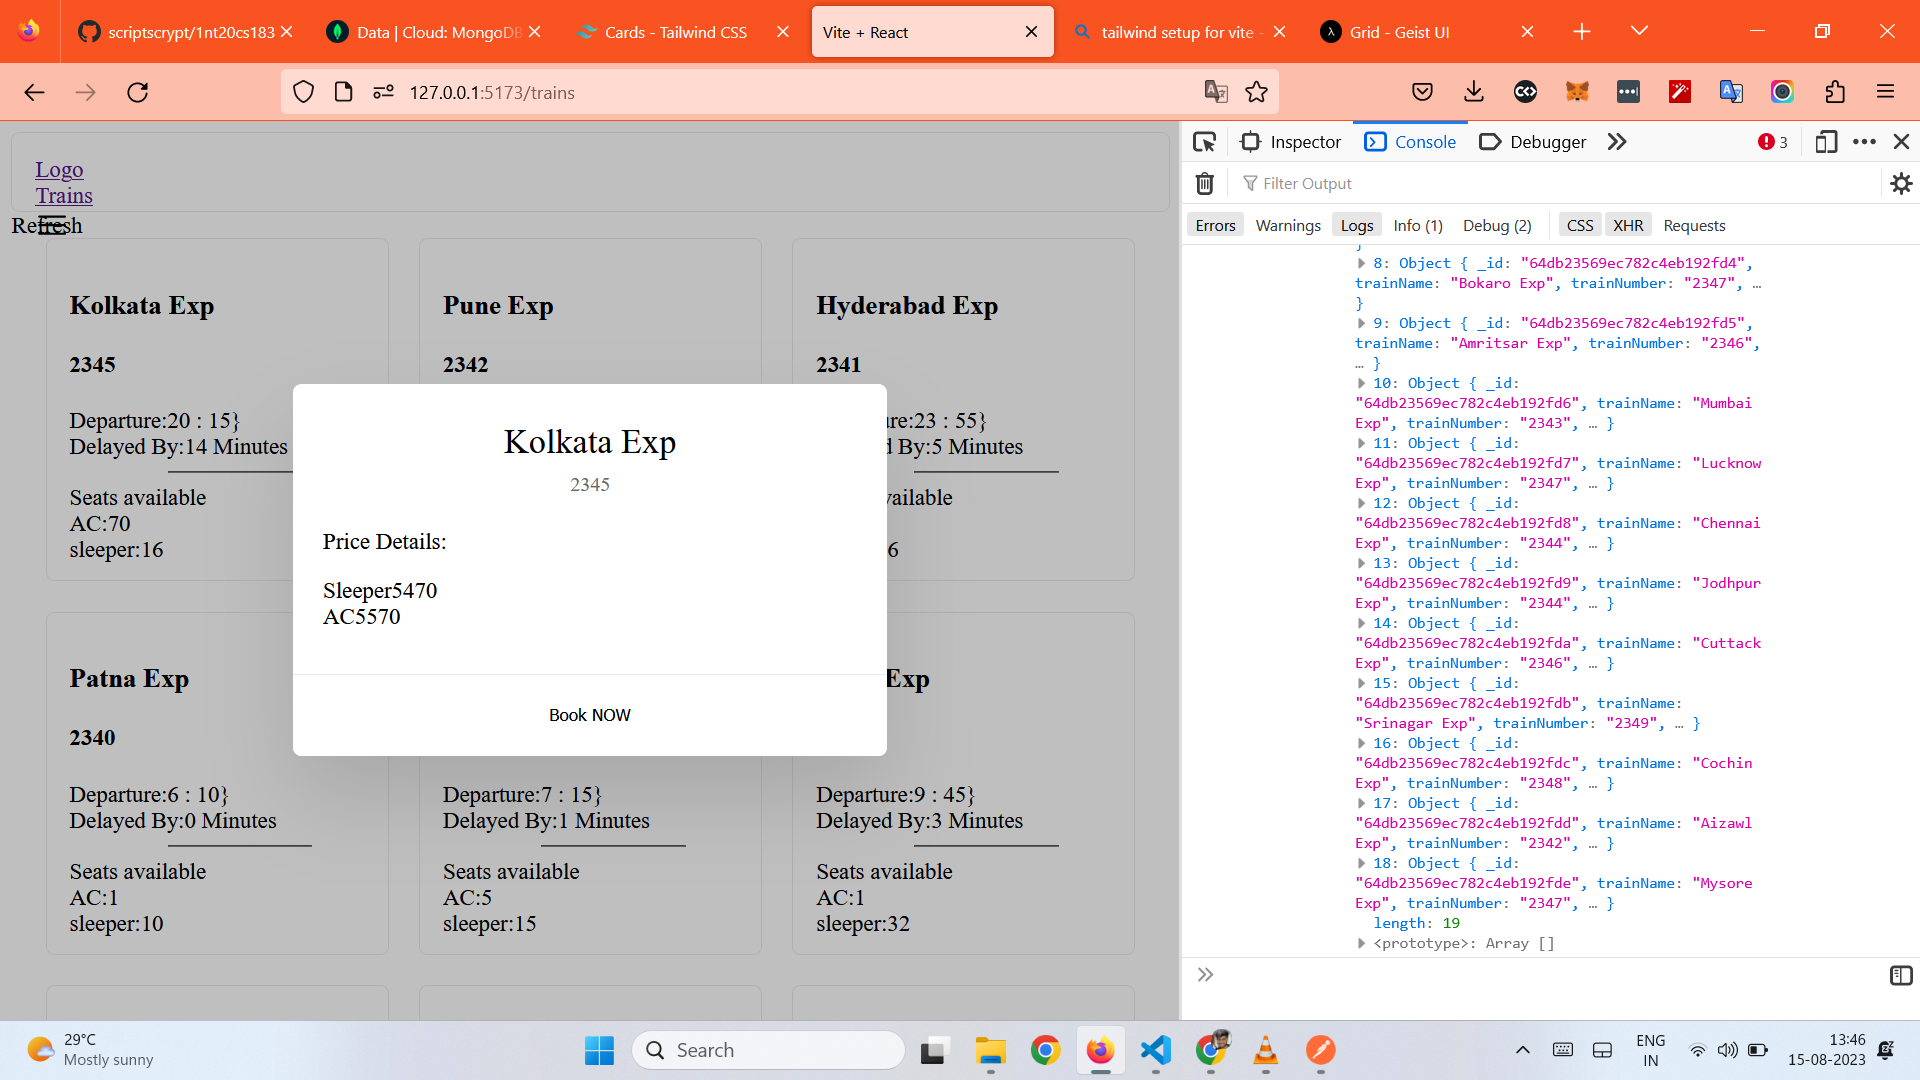 scriptscrypt/1nt20cs183
Data | Cloud: MongoDB
Cards - Tailwind CSS
Vite + React
tailwind setup for vite -
Grid - Geist UI
127.0.0.1:5173/trains
Logo
Trains
Refresh
Kolkata Exp
2345
Departure:20 : 15}
Delayed By:14 Minutes
Seats available
AC:70
sleeper:16
Pune Exp
2342
Hyderabad Exp
2341
re:23 : 55}
d By:5 Minutes
vailable
6
Kolkata Exp
2345
Price Details:
Sleeper5470
AC5570
Book NOW
Patna Exp
2340
Departure:6 : 10}
Delayed By:0 Minutes
Seats available
AC:1
sleeper:10
Departure:7 : 15}
Delayed By:1 Minutes
Seats available
AC:5
sleeper:15
Exp
Departure:9 : 45}
Delayed By:3 Minutes
Seats available
AC:1
sleeper:32
Inspector
Console
Debugger
3
Filter Output
Errors
Warnings
Logs
Info (1)
Debug (2)
CSS
XHR
Requests
}
8: Object { _id: "64db23569ec782c4eb192fd4",
trainName: "Bokaro Exp", trainNumber: "2347", …
}
9: Object { _id: "64db23569ec782c4eb192fd5",
trainName: "Amritsar Exp", trainNumber: "2346",
… }
10: Object { _id:
"64db23569ec782c4eb192fd6", trainName: "Mumbai
Exp", trainNumber: "2343", … }
11: Object { _id:
"64db23569ec782c4eb192fd7", trainName: "Lucknow
Exp", trainNumber: "2347", … }
12: Object { _id:
"64db23569ec782c4eb192fd8", trainName: "Chennai
Exp", trainNumber: "2344", … }
13: Object { _id:
"64db23569ec782c4eb192fd9", trainName: "Jodhpur
Exp", trainNumber: "2344", … }
14: Object { _id:
"64db23569ec782c4eb192fda", trainName: "Cuttack
Exp", trainNumber: "2346", … }
15: Object { _id:
"64db23569ec782c4eb192fdb", trainName:
"Srinagar Exp", trainNumber: "2349", … }
16: Object { _id:
"64db23569ec782c4eb192fdc", trainName: "Cochin
Exp", trainNumber: "2348", … }
17: Object { _id:
"64db23569ec782c4eb192fdd", trainName: "Aizawl
Exp", trainNumber: "2342", … }
18: Object { _id:
"64db23569ec782c4eb192fde", trainName: "Mysore
Exp", trainNumber: "2347", … }
length: 19
<prototype>: Array []
29°C
Mostly sunny
Search
ENG
IN
13:46
15-08-2023